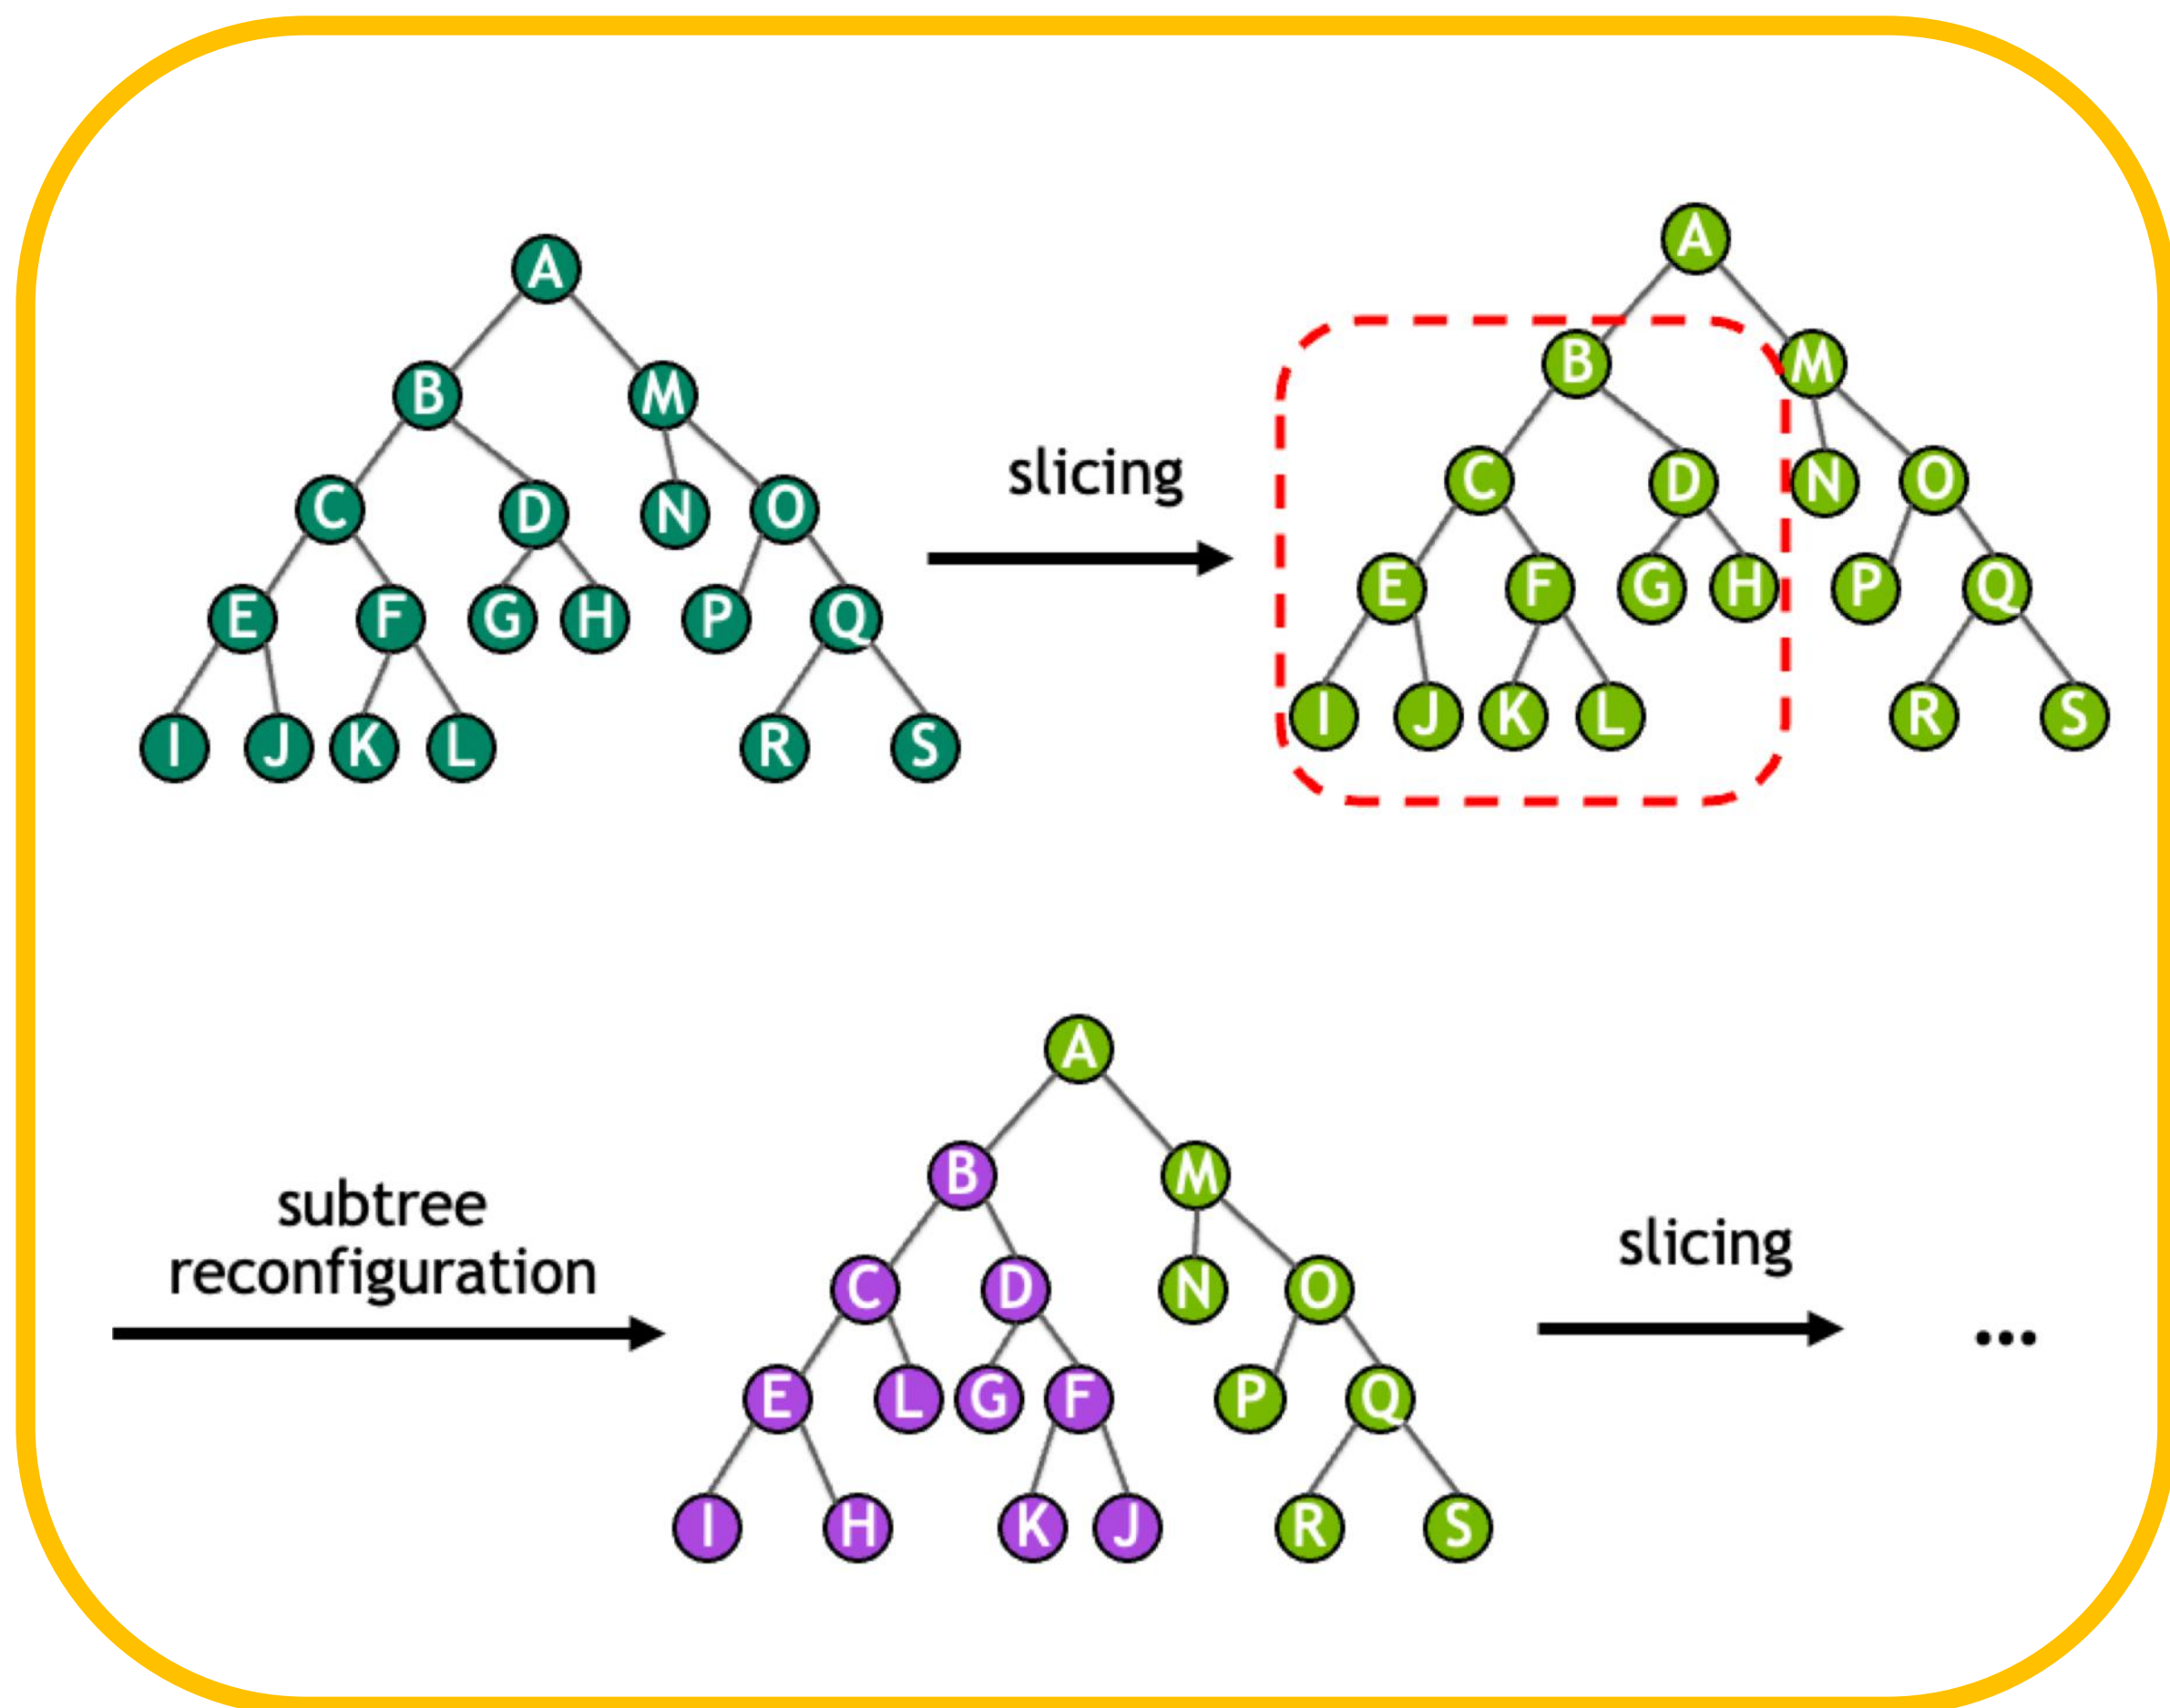 A
B M
C D N O
E F G H P Q
I J K L R S
slicing
A
B M
C D N O
E F G H P Q
I J K L R S
subtree
reconfiguration
A
B M
C D N O
E L G F P Q
I H K J R S
slicing
...